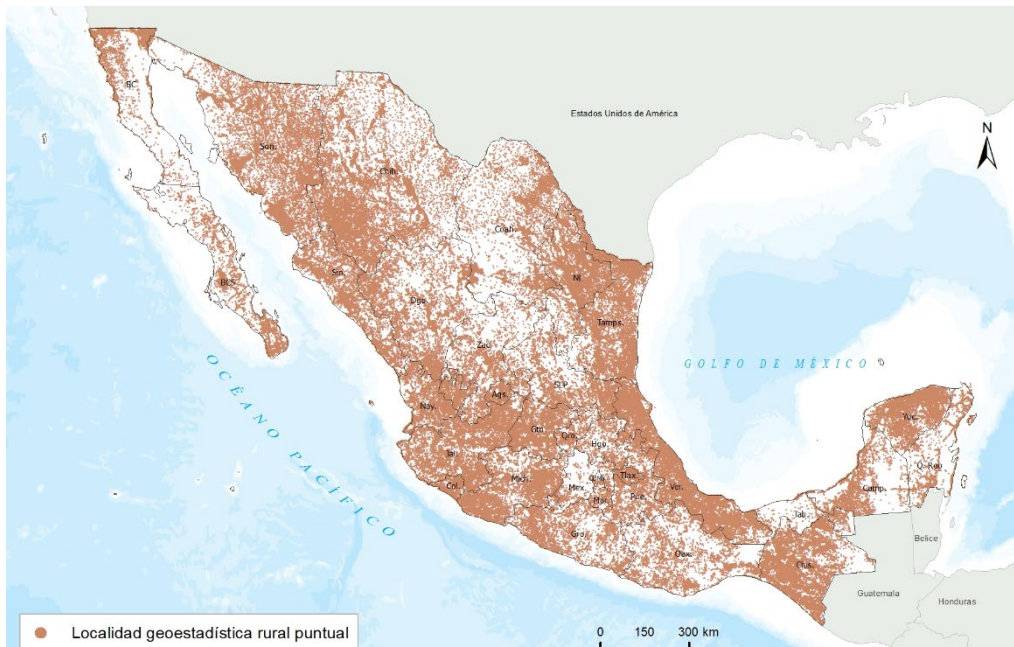 Estados Unidos de América
N
BC
Son.
Chih.
Coah.
BCS
Sin.
Dgo.
NL
Tamps.
Zac.
SLP
GOLFO DE MÉXICO
Nay.
Ags.
Gto.
Qro.
Hgo.
Jal.
Yuc.
Q. Roo
Camp.
Col.
Mich.
Mex.
Tlax.
Mor.
Pue.
Ver.
Tab.
Gro.
Oax.
Chis.
Belice
Guatemala
Honduras
OCÉANO PACÍFICO
Localidad geoestadística rural puntual
0 150 300 km